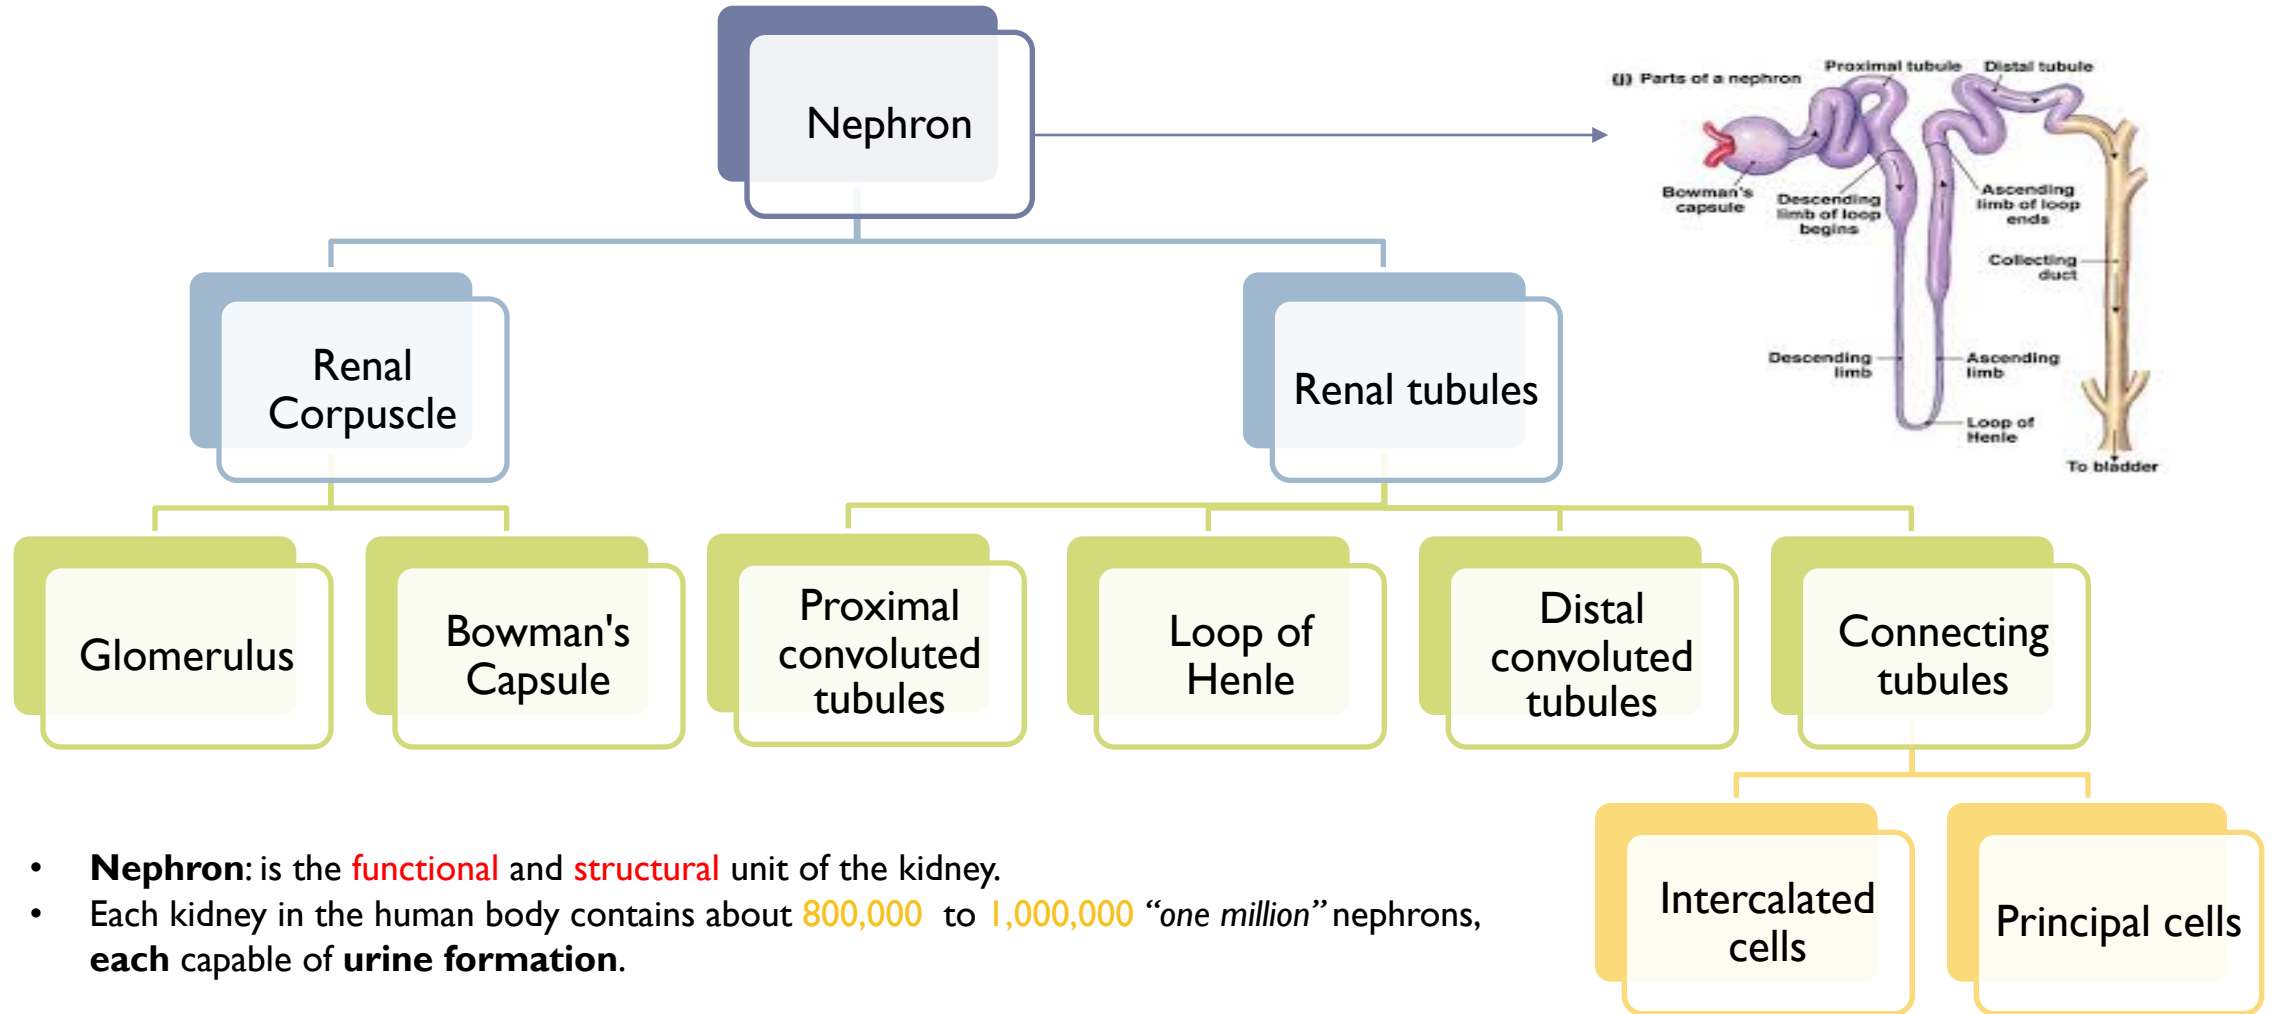 Nephron
(j) Parts of a nephron
Proximal tubule
Distal tubule
Bowman's
capsule
Descending
limb of loop
begins
Ascending
limb of loop
ends
Collecting
duct
Descending
limb
Ascending
limb
Loop of
Henle
To bladder
Renal
Corpuscle
Renal tubules
Glomerulus
Bowman's
Capsule
Proximal
convoluted
tubules
Loop of
Henle
Distal
convoluted
tubules
Connecting
tubules
Intercalated
cells
Principal cells
• Nephron: is the functional and structural unit of the kidney.
• Each kidney in the human body contains about 800,000 to 1,000,000 “one million” nephrons,
each capable of urine formation.